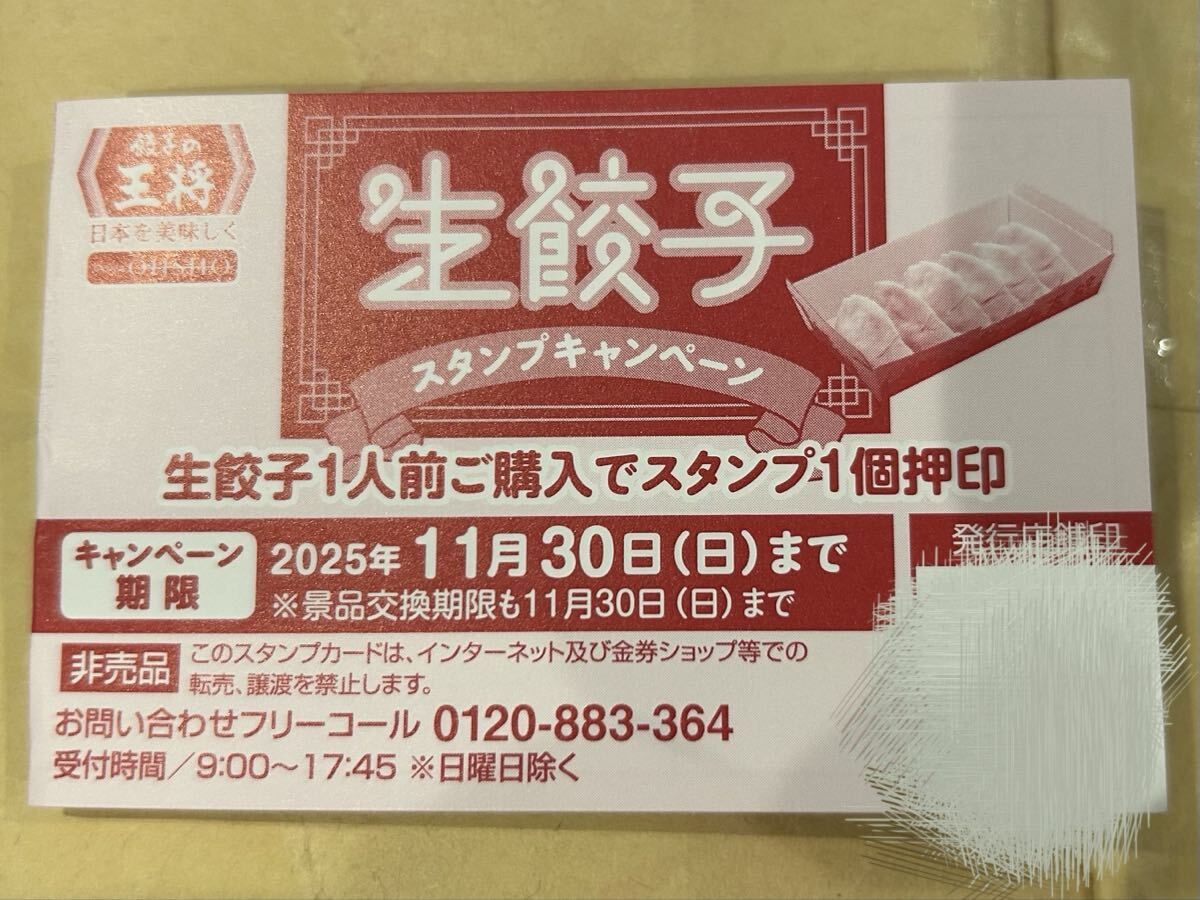 餃子の
王将
日本を美味しく
OHSHO
生餃子
スタンプキャンペーン
生餃子1人前ご購入でスタンプ1個押印
キャンペーン
期限
2025年 11月30日(日)まで
※景品交換期限も11月30日(日)まで
発行店舗印
非売品
このスタンプカードは、インターネット及び金券ショップ等での
転売、譲渡を禁止します。
お問い合わせフリーコール 0120-883-364
受付時間/9:00~17:45 ※日曜日除く